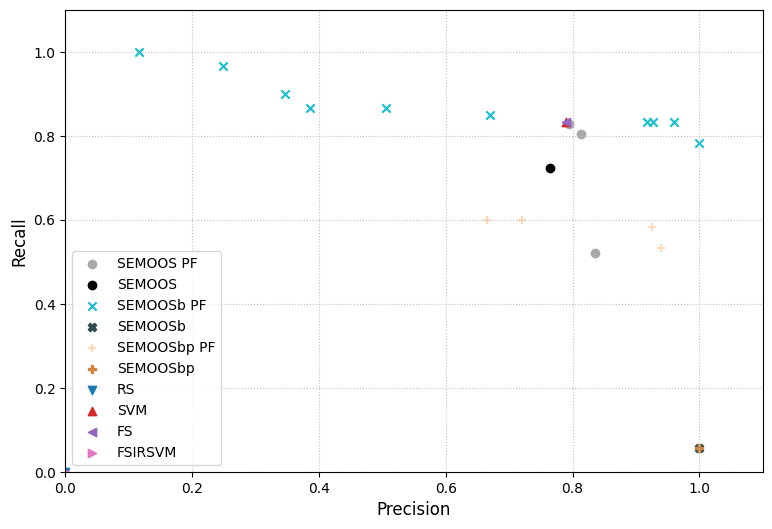 1.0
0.8
0.6
0.4
0.2
0.0
Recall
SEMOOS PF
SEMOOS
SEMOOSb PF
SEMOOSb
SEMOOSbp PF
SEMOOSbp
RS
SVM
FS
FSIRSVM
0.0 0.2 0.4 0.6 0.8 1.0
Precision